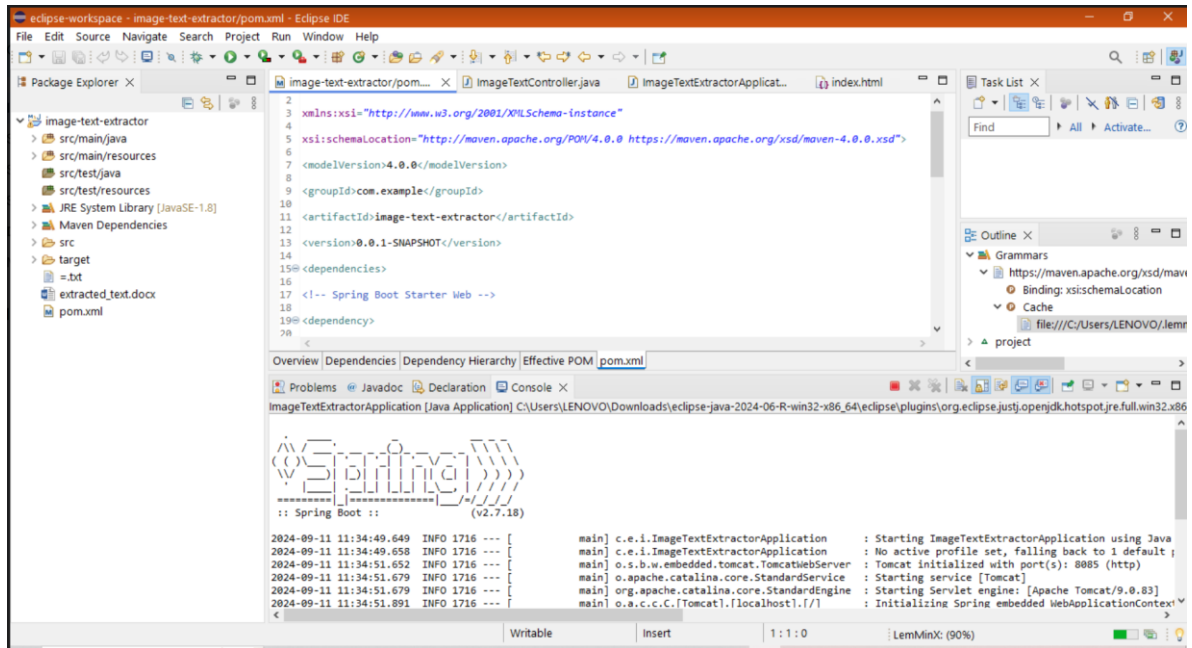 eclipse-workspace - image-text-extractor/pom.xml - Eclipse IDE
File Edit Source Navigate Search Project Run Window Help
Package Explorer
image-text-extractor
src/main/java
src/main/resources
src/test/java
src/test/resources
JRE System Library [JavaSE-1.8]
Maven Dependencies
src
target
=.txt
extracted_text.docx
pom.xml
image-text-extractor/pom.... ImageTextController.java ImageTextExtractorApplicat... index.html
2
3 xmlns:xsi="http://www.w3.org/2001/XMLSchema-instance"
4
5 xsi:schemaLocation="http://maven.apache.org/POM/4.0.0 https://maven.apache.org/xsd/maven-4.0.0.xsd">
6
7 <modelVersion>4.0.0</modelVersion>
8
9 <groupId>com.example</groupId>
10
11 <artifactId>image-text-extractor</artifactId>
12
13 <version>0.0.1-SNAPSHOT</version>
14
15 <dependencies>
16
17 <!-- Spring Boot Starter Web -->
18
19 <dependency>
20
Overview Dependencies Dependency Hierarchy Effective POM pom.xml
Task List
Find All Activate...
Outline
Grammars
https://maven.apache.org/xsd/mave
Binding: xsi:schemaLocation
Cache
file:///C:/Users/LENOVO/.lemr
project
Problems Javadoc Declaration Console
ImageTextExtractorApplication [Java Application] C:\Users\LENOVO\Downloads\eclipse-java-2024-06-R-win32-x86_64\eclipse\plugins\org.eclipse.justj.openjdk.hotspot.jre.full.win32.x86
Spring
:: Spring Boot :: (v2.7.18)
2024-09-11 11:34:49.649 INFO 1716 --- [ main] c.e.i.ImageTextExtractorApplication : Starting ImageTextExtractorApplication using Java
2024-09-11 11:34:49.658 INFO 1716 --- [ main] c.e.i.ImageTextExtractorApplication : No active profile set, falling back to 1 default
2024-09-11 11:34:51.652 INFO 1716 --- [ main] o.s.b.w.embedded.tomcat.TomcatWebServer : Tomcat initialized with port(s): 8085 (http)
2024-09-11 11:34:51.679 INFO 1716 --- [ main] o.apache.catalina.core.StandardService : Starting service [Tomcat]
2024-09-11 11:34:51.679 INFO 1716 --- [ main] org.apache.catalina.core.StandardEngine : Starting Servlet engine: [Apache Tomcat/9.0.83]
2024-09-11 11:34:51.891 INFO 1716 --- [ main] o.a.c.c.C.[Tomcat].[localhost].[/] : Initializing Spring embedded WebApplicationContext
Writable Insert 1 : 1 : 0 LemMinX: (90%)